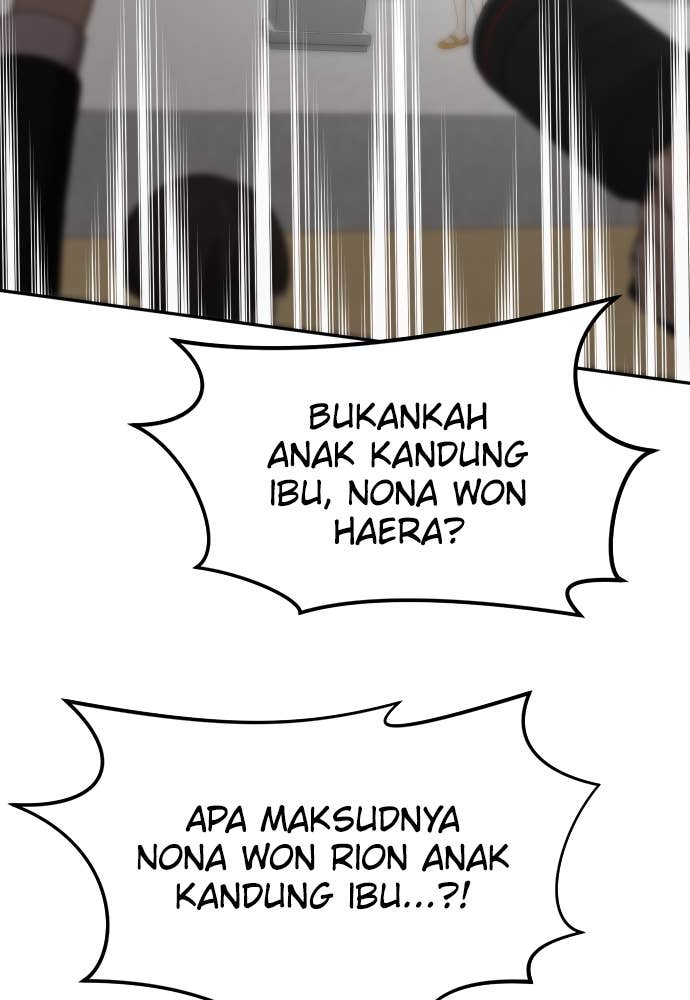 BUKANKAH
ANAK KANDUNG
IBU, NONA WON
HAERA?
APA MAKSUDNYA
NONA WON RION ANAK
KANDUNG IBU...?!